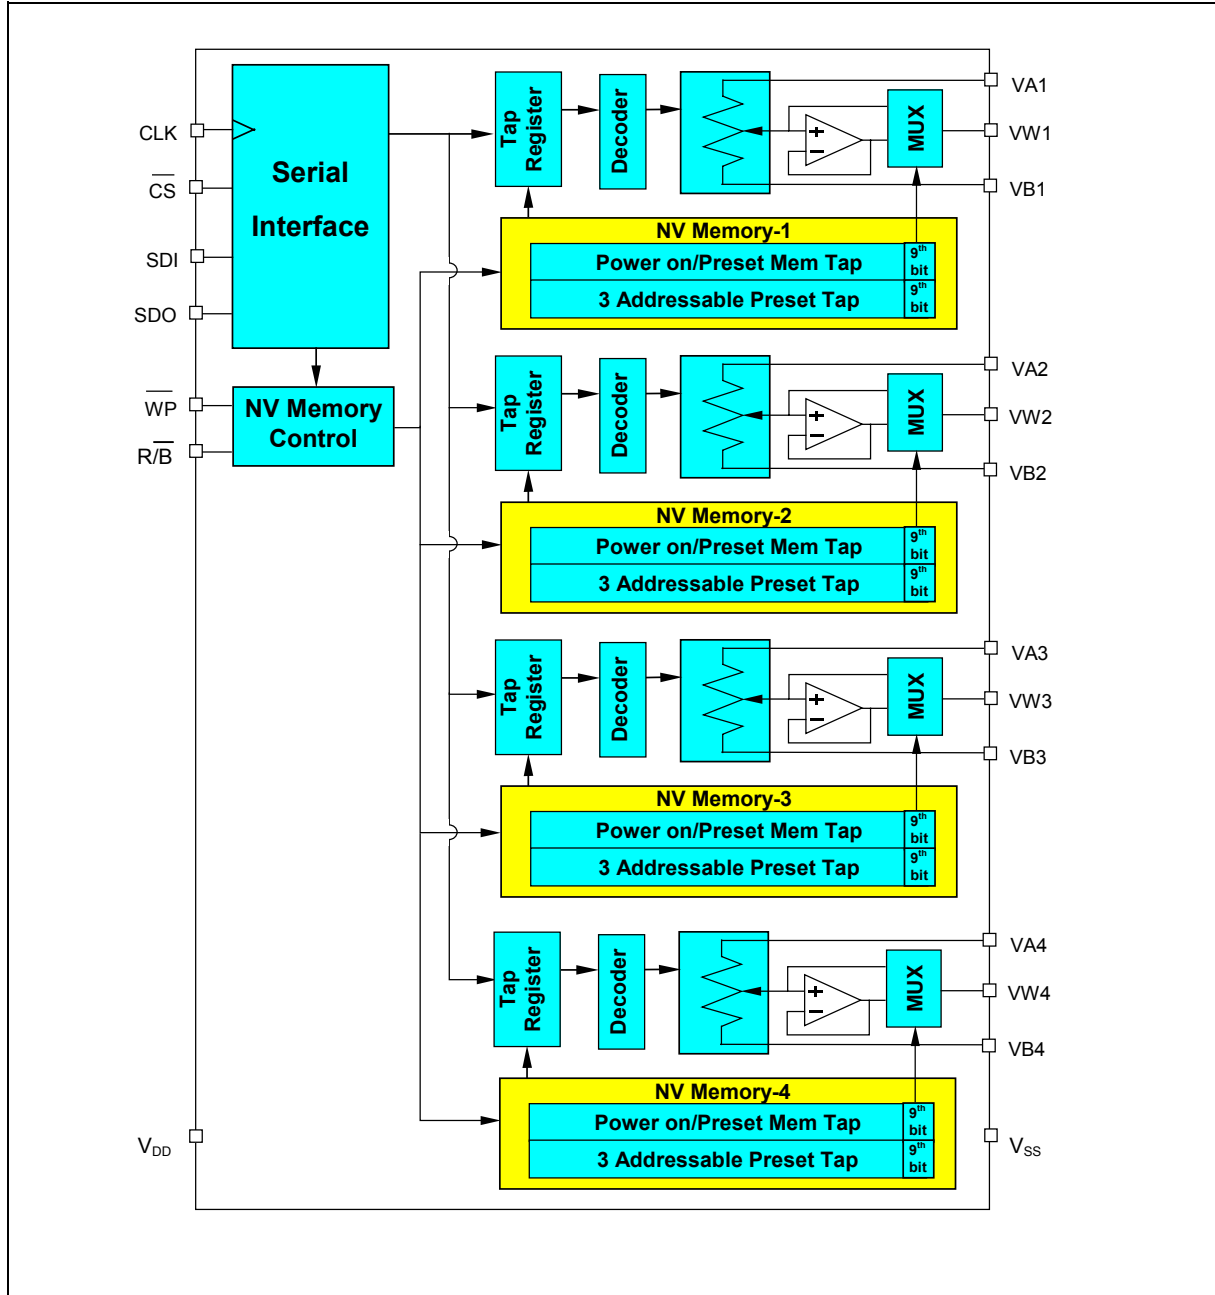 CLK
CS
SDI
SDO
WP
R/B
VDD
Serial
Interface
NV Memory
Control
Tap
Register
Decoder
MUX
VA1
VW1
VB1
NV Memory-1
Power on/Preset Mem Tap
9th
bit
3 Addressable Preset Tap
9th
bit
Tap
Register
Decoder
MUX
VA2
VW2
VB2
NV Memory-2
Power on/Preset Mem Tap
9th
bit
3 Addressable Preset Tap
9th
bit
Tap
Register
Decoder
MUX
VA3
VW3
VB3
NV Memory-3
Power on/Preset Mem Tap
9th
bit
3 Addressable Preset Tap
9th
bit
Tap
Register
Decoder
MUX
VA4
VW4
VB4
NV Memory-4
Power on/Preset Mem Tap
9th
bit
3 Addressable Preset Tap
9th
bit
VSS